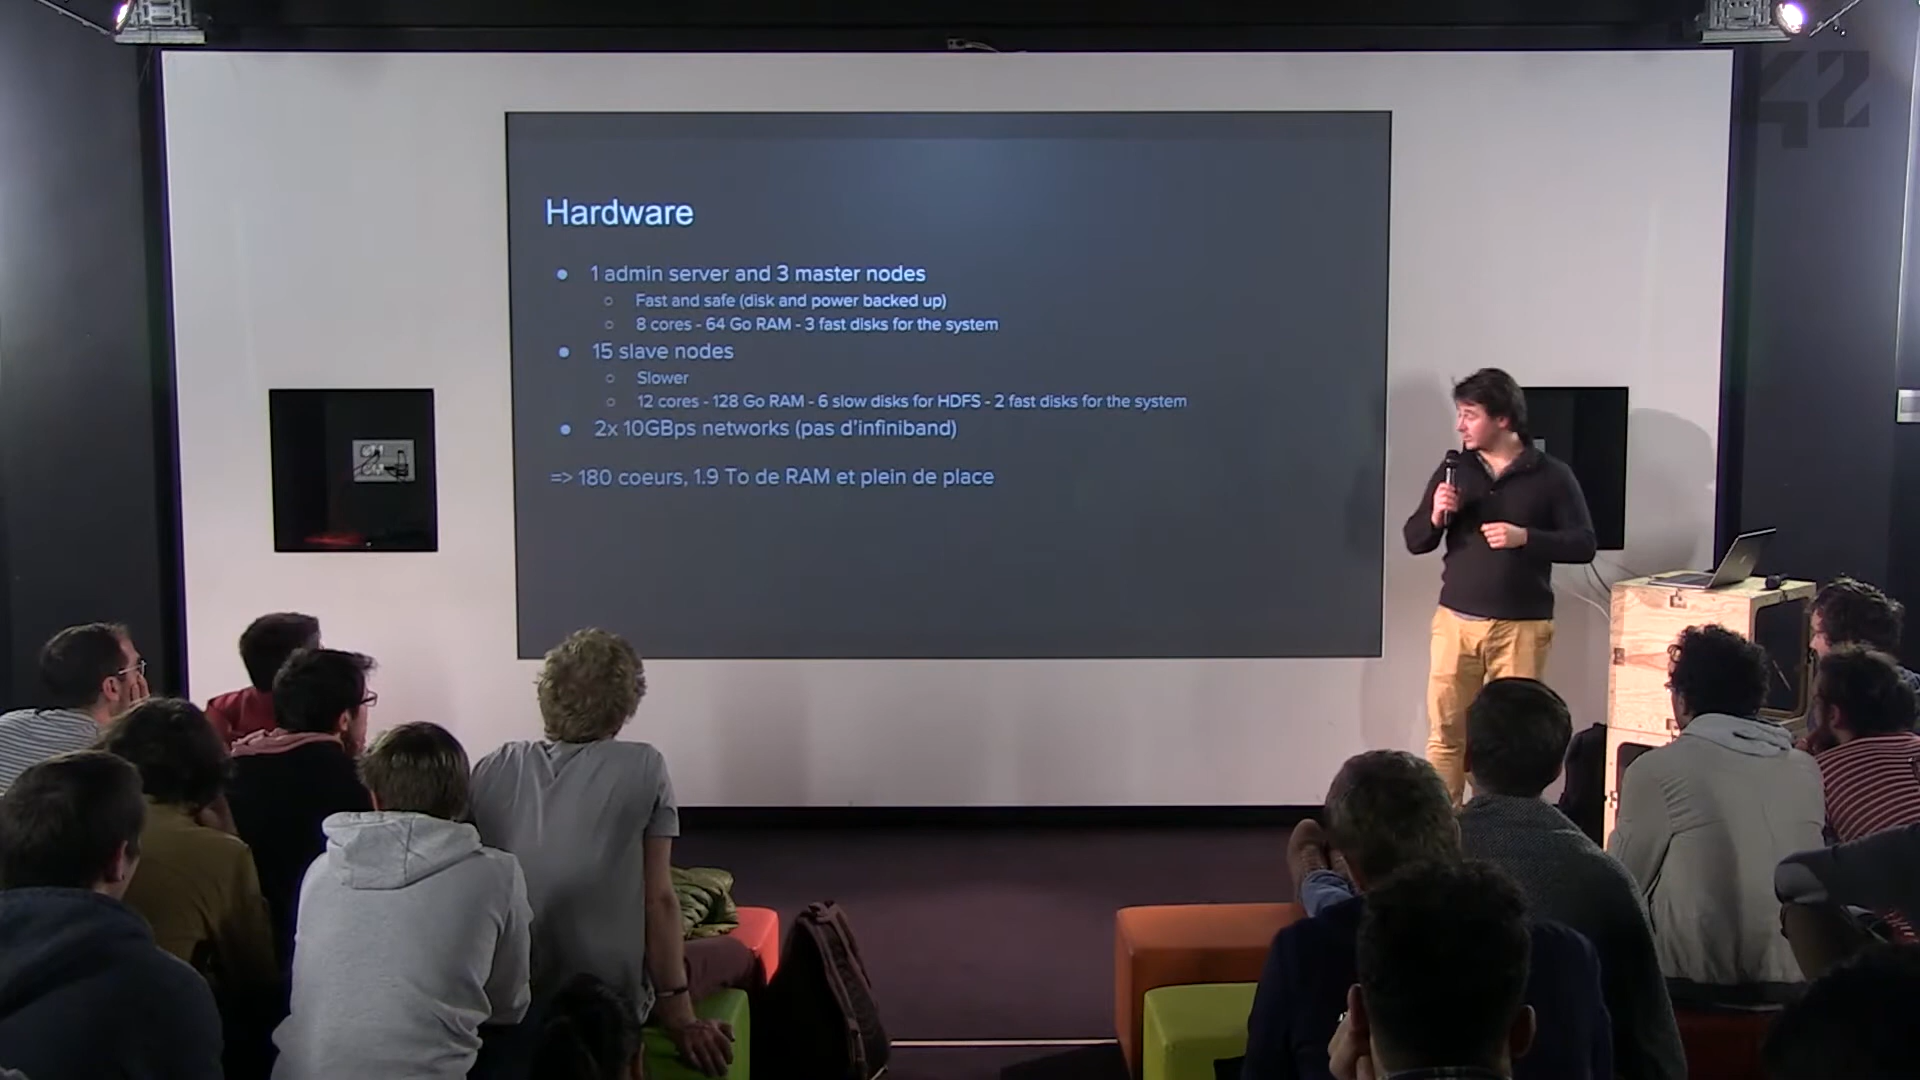 42
Hardware
● 1 admin server and 3 master nodes
○ Fast and safe (disk and power backed up)
○ 8 cores - 64 Go RAM - 3 fast disks for the system
● 15 slave nodes
○ Slower
○ 12 cores - 128 Go RAM - 6 slow disks for HDFS - 2 fast disks for the system
● 2x 10GBps networks (pas d'infiniband)
=> 180 coeurs, 1.9 To de RAM et plein de place